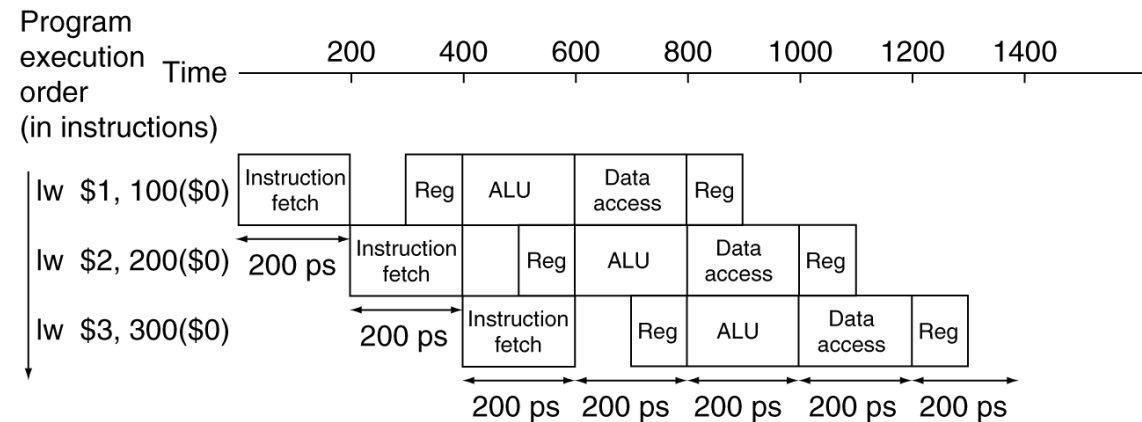 Program
execution
order
(in instructions)
Time
200 400 600 800 1000 1200 1400
lw $1, 100($0)
Instruction
fetch
Reg
ALU
Data
access
Reg
200 ps
lw $2, 200($0)
Instruction
fetch
Reg
ALU
Data
access
Reg
200 ps
lw $3, 300($0)
Instruction
fetch
Reg
ALU
Data
access
Reg
200 ps 200 ps 200 ps 200 ps 200 ps